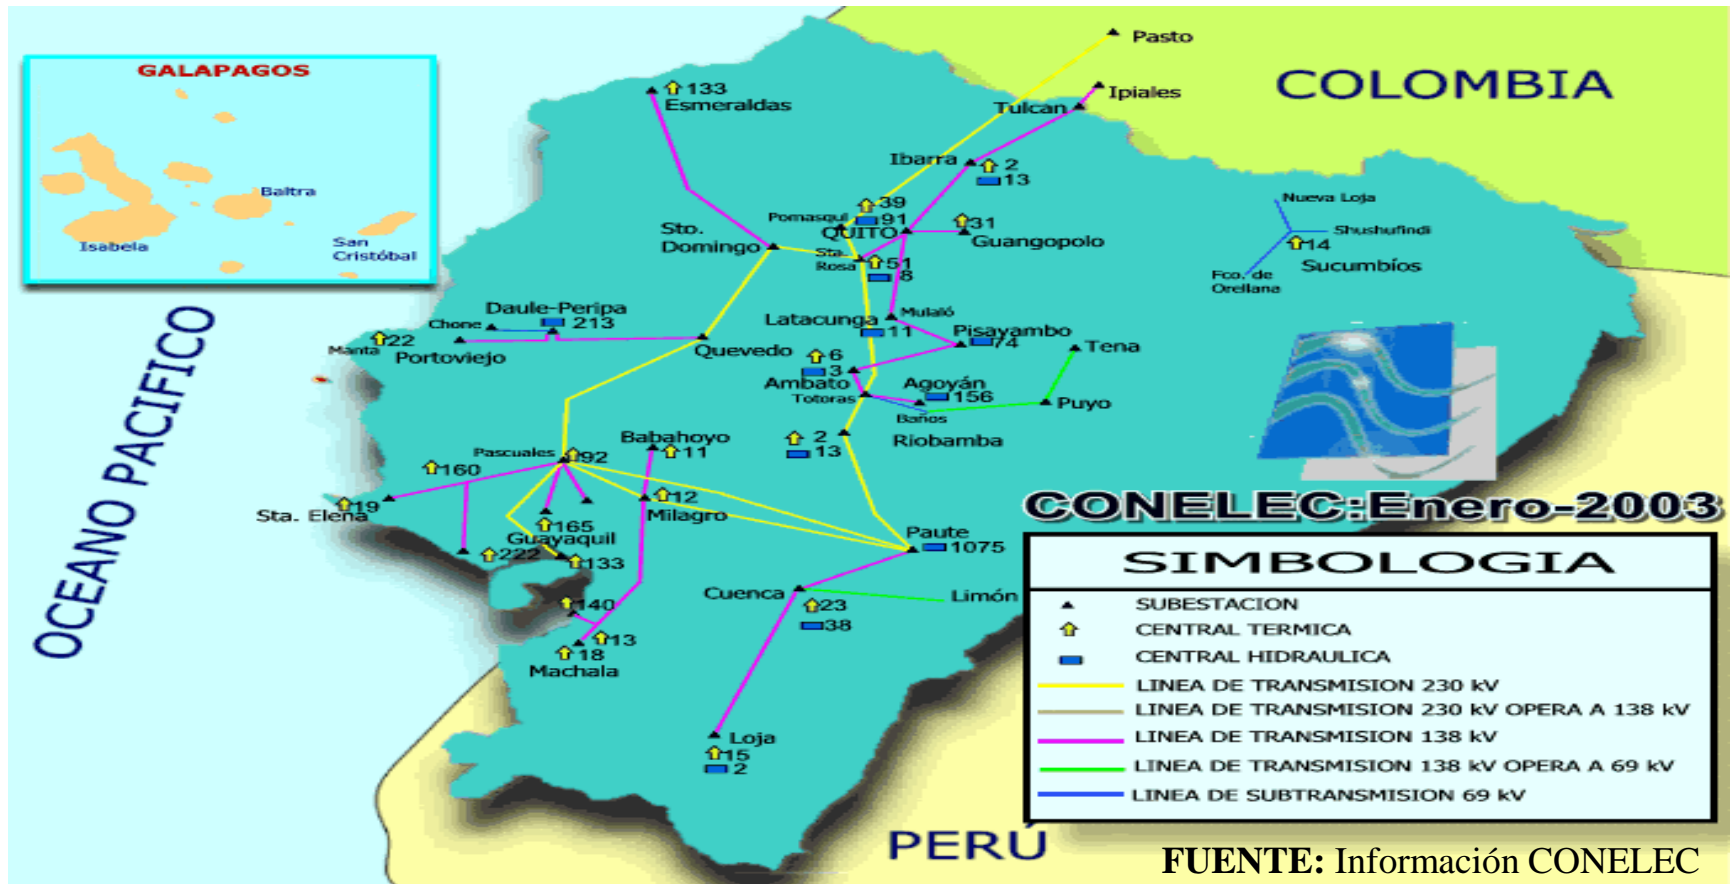 GALAPAGOS
Baltra
Isabela
San
Cristóbal
OCEANO PACIFICO
COLOMBIA
PERÚ
Pasto
Ipiales
Tulcan
133
Esmeraldas
Ibarra
2
13
Nueva Loja
Shushufindi
14
Sucumbíos
Fco. de
Orellana
39
Pomasqui
91
QUITO
31
Guangopolo
Sto.
Domingo
Sta.
Rosa
51
8
Daule-Peripa
213
Chone
22
Manta
Portoviejo
Quevedo
Latacunga
11
Mulaló
Pisayambo
74
Tena
6
3
Ambato
Totoras
Agoyán
156
Baños
Puyo
Riobamba
2
13
Babahoyo
11
Pascuales
92
160
19
Sta. Elena
12
Milagro
165
Guayaquil
222
133
Paute
1075
140
13
18
Machala
Cuenca
23
38
Limón
Loja
15
2
CONELEC:Enero-2003
SIMBOLOGIA
SUBESTACION
CENTRAL TERMICA
CENTRAL HIDRAULICA
LINEA DE TRANSMISION 230 kV
LINEA DE TRANSMISION 230 kV OPERA A 138 kV
LINEA DE TRANSMISION 138 kV
LINEA DE TRANSMISION 138 kV OPERA A 69 kV
LINEA DE SUBTRANSMISION 69 kV
FUENTE: Información CONELEC